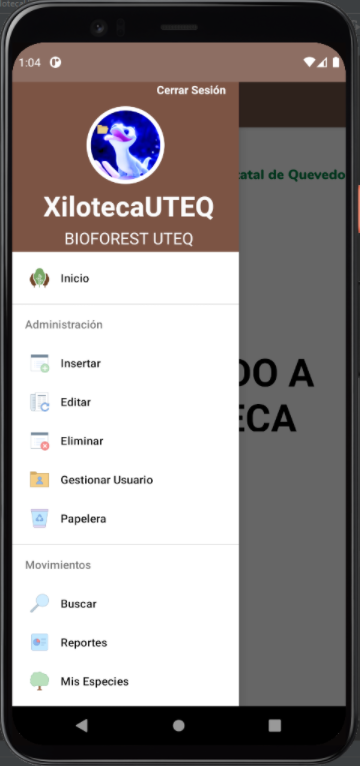 1:04
Cerrar Sesión
XilotecaUTEQ
BIOFOREST UTEQ
atal de Quevedo
Inicio
Administración
Insertar
DO A
Editar
ECA
Eliminar
Gestionar Usuario
Papelera
Movimientos
Buscar
Reportes
Mis Especies